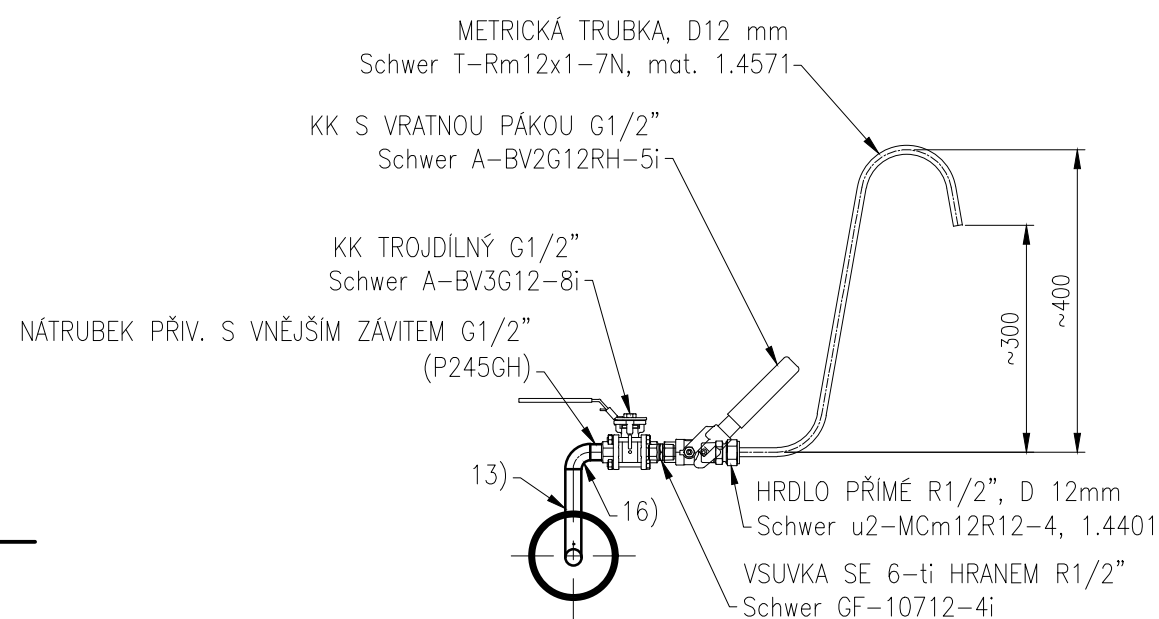 METRICKÁ TRUBKA, D12 mm
Schwer T-Rm12x1-7N, mat. 1.4571
KK S VRATNOU PÁKOU G1/2"
Schwer A-BV2G12RH-5i
KK TROJDÍLNÝ G1/2"
Schwer A-BV3G12-8i
NÁTRUBEK PŘIV. S VNĚJŠÍM ZÁVITEM G1/2"
(P245GH)
~300
~400
13)
16)
HRDLO PŘÍMÉ R1/2", D 12mm
Schwer u2-MCm12R12-4, 1.4401
VSUVKA SE 6-ti HRANEM R1/2"
Schwer GF-10712-4i